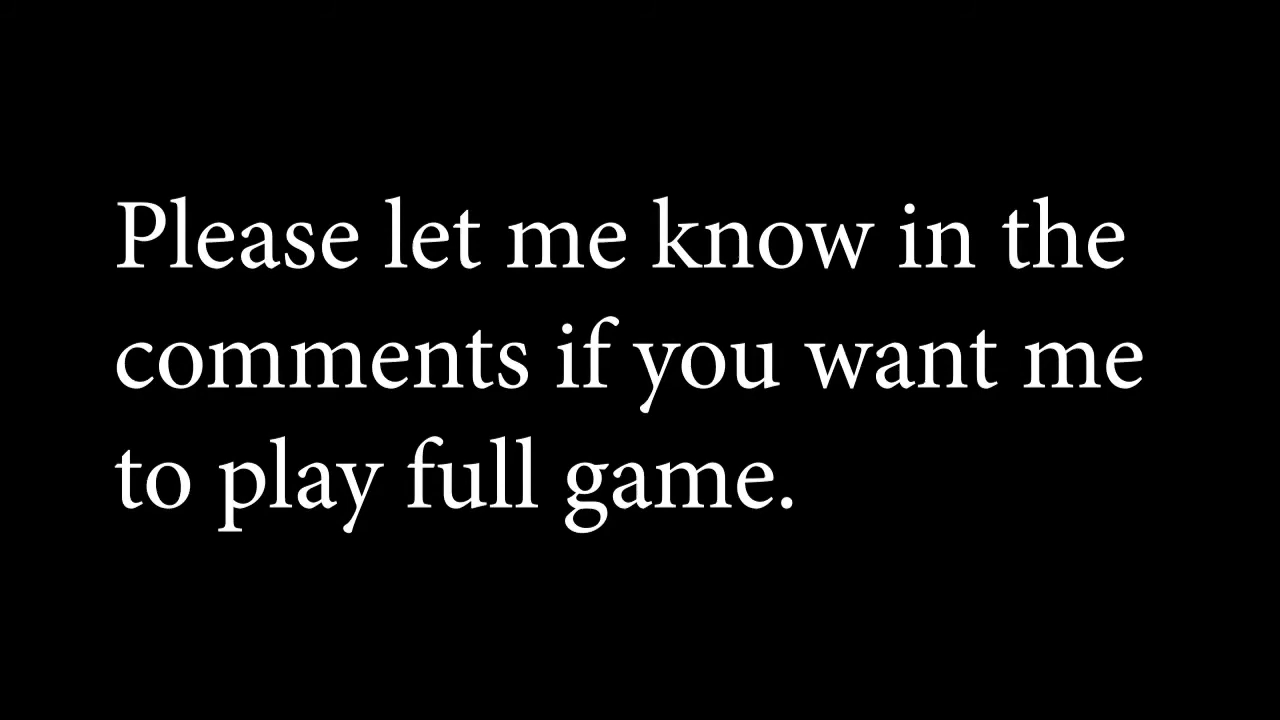 Please let me know in the
comments if you want me
to play full game.